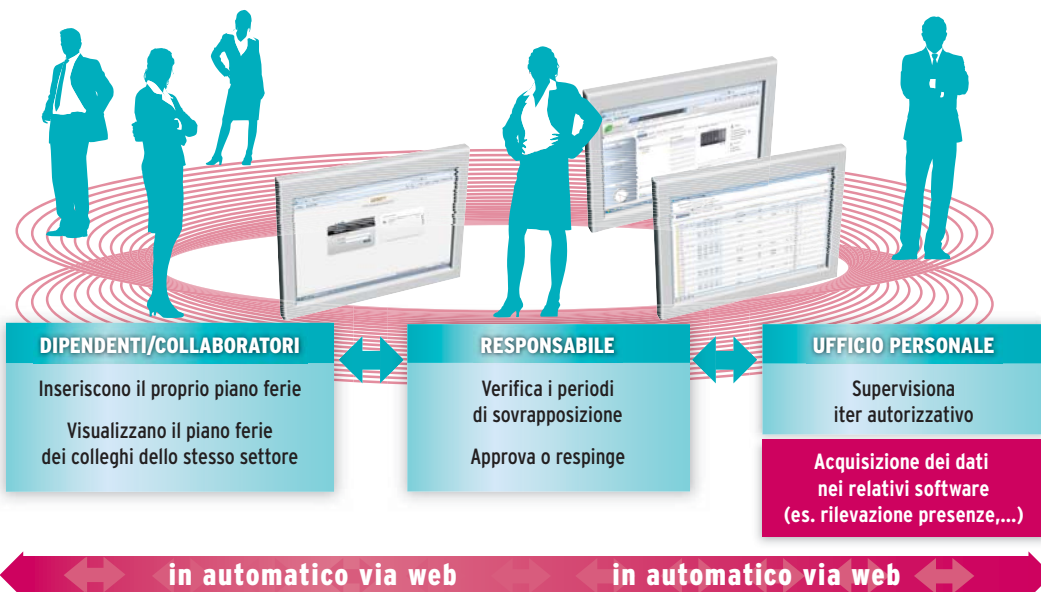 DIPENDENTI/COLLABORATORI
Inseriscono il proprio piano ferie
Visualizzano il piano ferie
dei colleghi dello stesso settore
RESPONSABILE
Verifica i periodi
di sovrapposizione
Approva o respinge
UFFICIO PERSONALE
Supervisiona
iter autorizzativo
Acquisizione dei dati
nei relativi software
(es. rilevazione presenze,...)
in automatico via web
in automatico via web